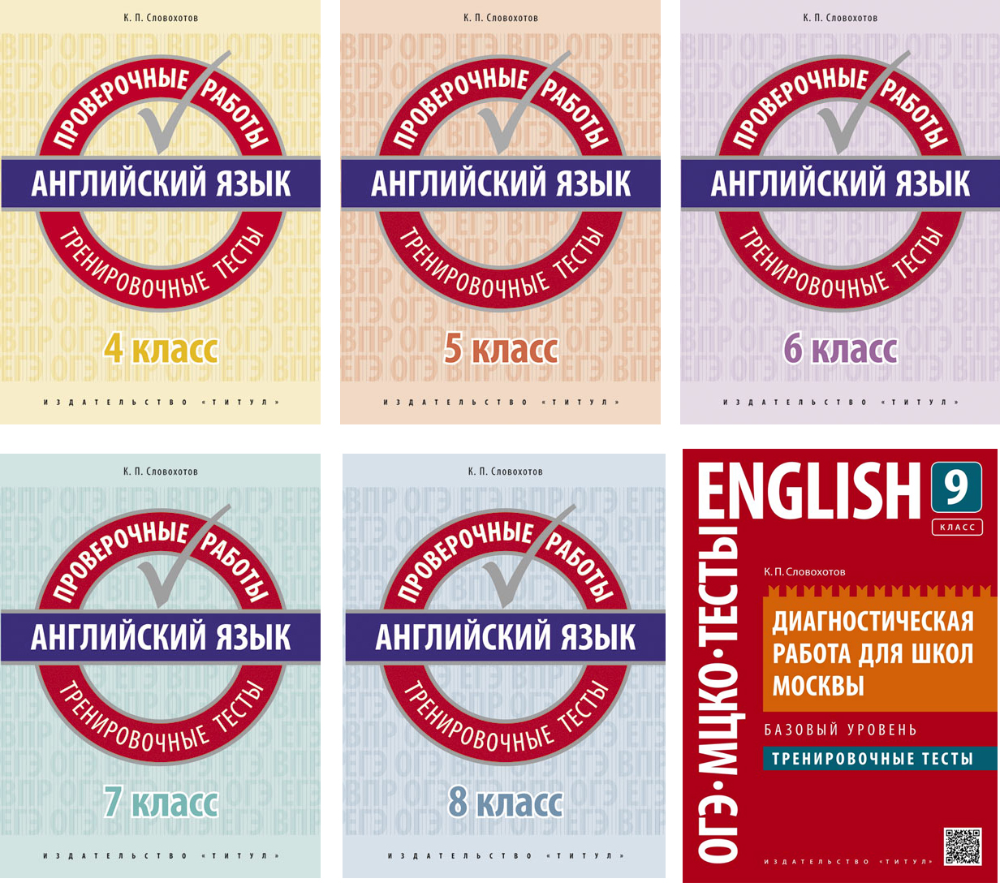 К. П. Словохотов
ПРОВЕРОЧНЫЕ РАБОТЫ
АНГЛИЙСКИЙ ЯЗЫК
ТРЕНИРОВОЧНЫЕ ТЕСТЫ
4 класс
ИЗДАТЕЛЬСТВО «ТИТУЛ»
К. П. Словохотов
ПРОВЕРОЧНЫЕ РАБОТЫ
АНГЛИЙСКИЙ ЯЗЫК
ТРЕНИРОВОЧНЫЕ ТЕСТЫ
5 класс
ИЗДАТЕЛЬСТВО «ТИТУЛ»
К. П. Словохотов
ПРОВЕРОЧНЫЕ РАБОТЫ
АНГЛИЙСКИЙ ЯЗЫК
ТРЕНИРОВОЧНЫЕ ТЕСТЫ
6 класс
ИЗДАТЕЛЬСТВО «ТИТУЛ»
К. П. Словохотов
ПРОВЕРОЧНЫЕ РАБОТЫ
АНГЛИЙСКИЙ ЯЗЫК
ТРЕНИРОВОЧНЫЕ ТЕСТЫ
7 класс
ИЗДАТЕЛЬСТВО «ТИТУЛ»
К. П. Словохотов
ПРОВЕРОЧНЫЕ РАБОТЫ
АНГЛИЙСКИЙ ЯЗЫК
ТРЕНИРОВОЧНЫЕ ТЕСТЫ
8 класс
ИЗДАТЕЛЬСТВО «ТИТУЛ»
ENGLISH 9
КЛАСС
ОГЭ•МЦКО•ТЕСТЫ
К. П. Словохотов
ДИАГНОСТИЧЕСКАЯ
РАБОТА ДЛЯ ШКОЛ
МОСКВЫ
БАЗОВЫЙ УРОВЕНЬ
ТРЕНИРОВОЧНЫЕ ТЕСТЫ
ИЗДАТЕЛЬСТВО «ТИТУЛ»